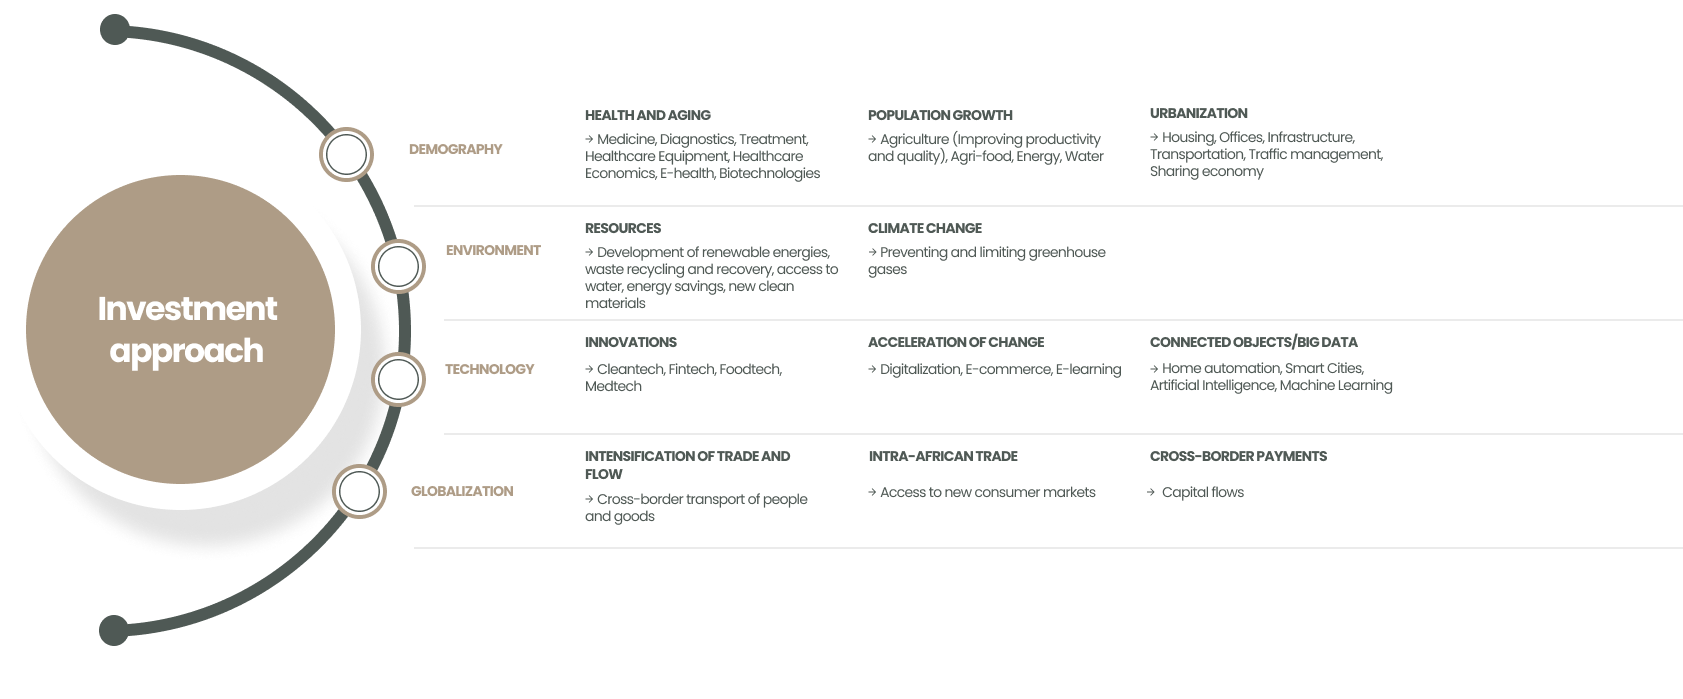 Investment
approach
DEMOGRAPHY
HEALTH AND AGING
→ Medicine, Diagnostics, Treatment,
Healthcare Equipment, Healthcare
Economics, E-health, Biotechnologies
POPULATION GROWTH
→ Agriculture (Improving productivity
and quality), Agri-food, Energy, Water
URBANIZATION
→ Housing, Offices, Infrastructure,
Transportation, Traffic management,
Sharing economy
ENVIRONMENT
RESOURCES
→ Development of renewable energies,
waste recycling and recovery, access to
water, energy savings, new clean
materials
CLIMATE CHANGE
→ Preventing and limiting greenhouse
gases
TECHNOLOGY
INNOVATIONS
→ Cleantech, Fintech, Foodtech,
Medtech
ACCELERATION OF CHANGE
→ Digitalization, E-commerce, E-learning
CONNECTED OBJECTS/BIG DATA
→ Home automation, Smart Cities,
Artificial Intelligence, Machine Learning
GLOBALIZATION
INTENSIFICATION OF TRADE AND
FLOW
→ Cross-border transport of people
and goods
INTRA-AFRICAN TRADE
→ Access to new consumer markets
CROSS-BORDER PAYMENTS
→ Capital flows